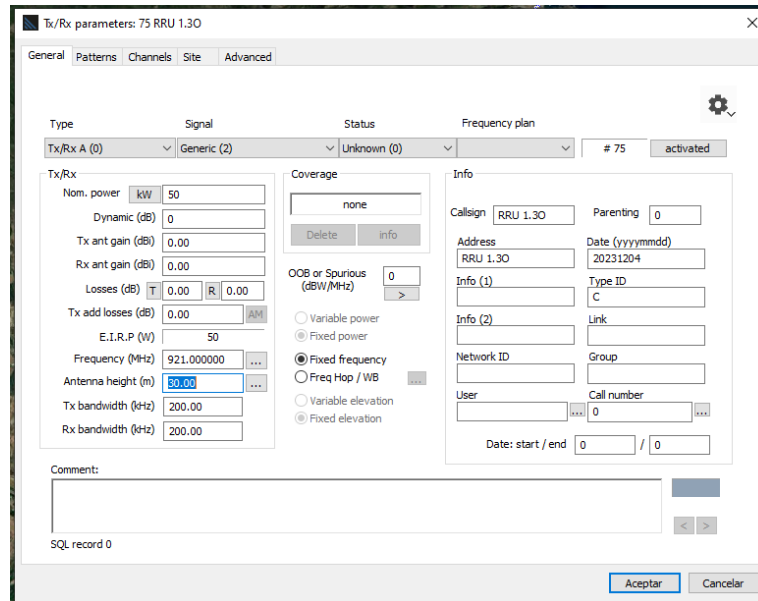 Tx/Rx parameters: 75 RRU 1.3O
General Patterns Channels Site Advanced
Type Signal Status Frequency plan
Tx/Rx A (0) Generic (2) Unknown (0) # 75 activated
Tx/Rx
Nom. power kW 50
Dynamic (dB) 0
Tx ant gain (dBi) 0.00
Rx ant gain (dBi) 0.00
Losses (dB) T 0.00 R 0.00
Tx add losses (dB) 0.00 AM
E.I.R.P (W) 50
Frequency (MHz) 921.000000 ...
Antenna height (m) 30.00 ...
Tx bandwidth (kHz) 200.00
Rx bandwidth (kHz) 200.00
Coverage
none
Delete info
OOB or Spurious 0
(dBW/MHz) >
Variable power
Fixed power
Fixed frequency
Freq Hop / WB ...
Variable elevation
Fixed elevation
Info
Callsign RRU 1.3O Parenting 0
Address Date (yyyymmdd)
RRU 1.3O 20231204
Info (1) Type ID
C
Info (2) Link
Network ID Group
User Call number
... 0 ...
Date: start / end 0 / 0
Comment:
< >
SQL record 0
Aceptar Cancelar